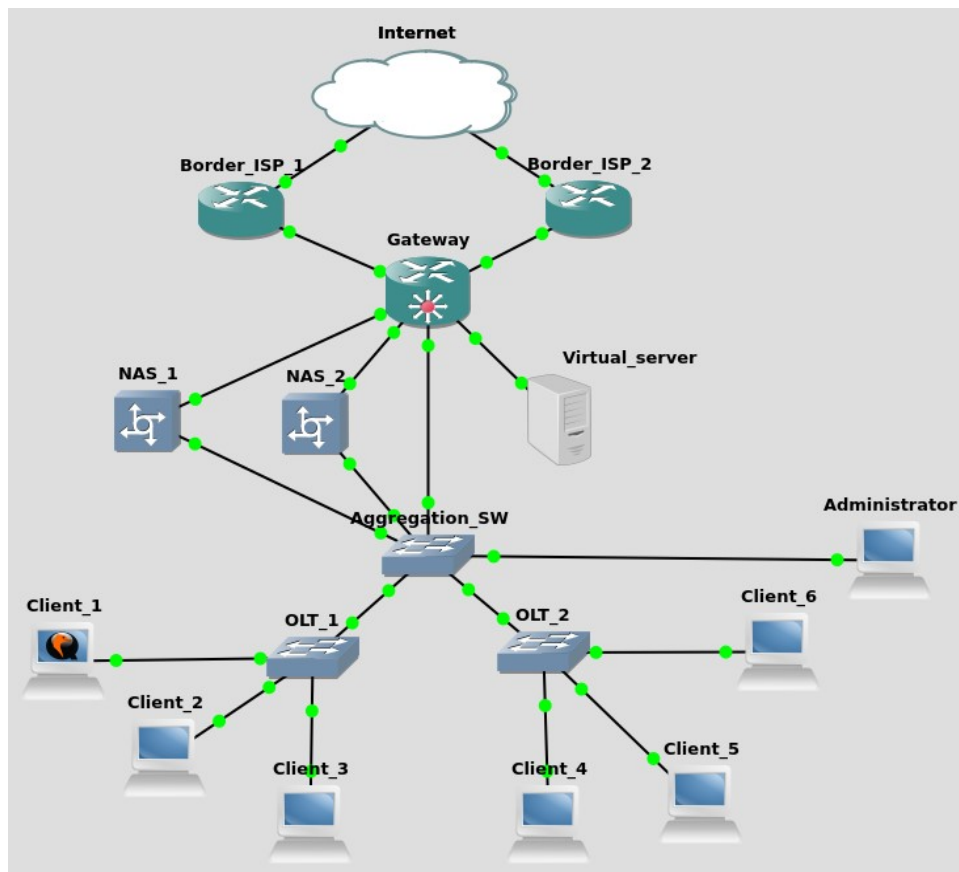 Internet
Border_ISP_1
Border_ISP_2
Gateway
Virtual_server
NAS_1
NAS_2
Administrator
Aggregation_SW
Client_6
Client_1
OLT_1
OLT_2
Client_2
Client_5
Client_3
Client_4